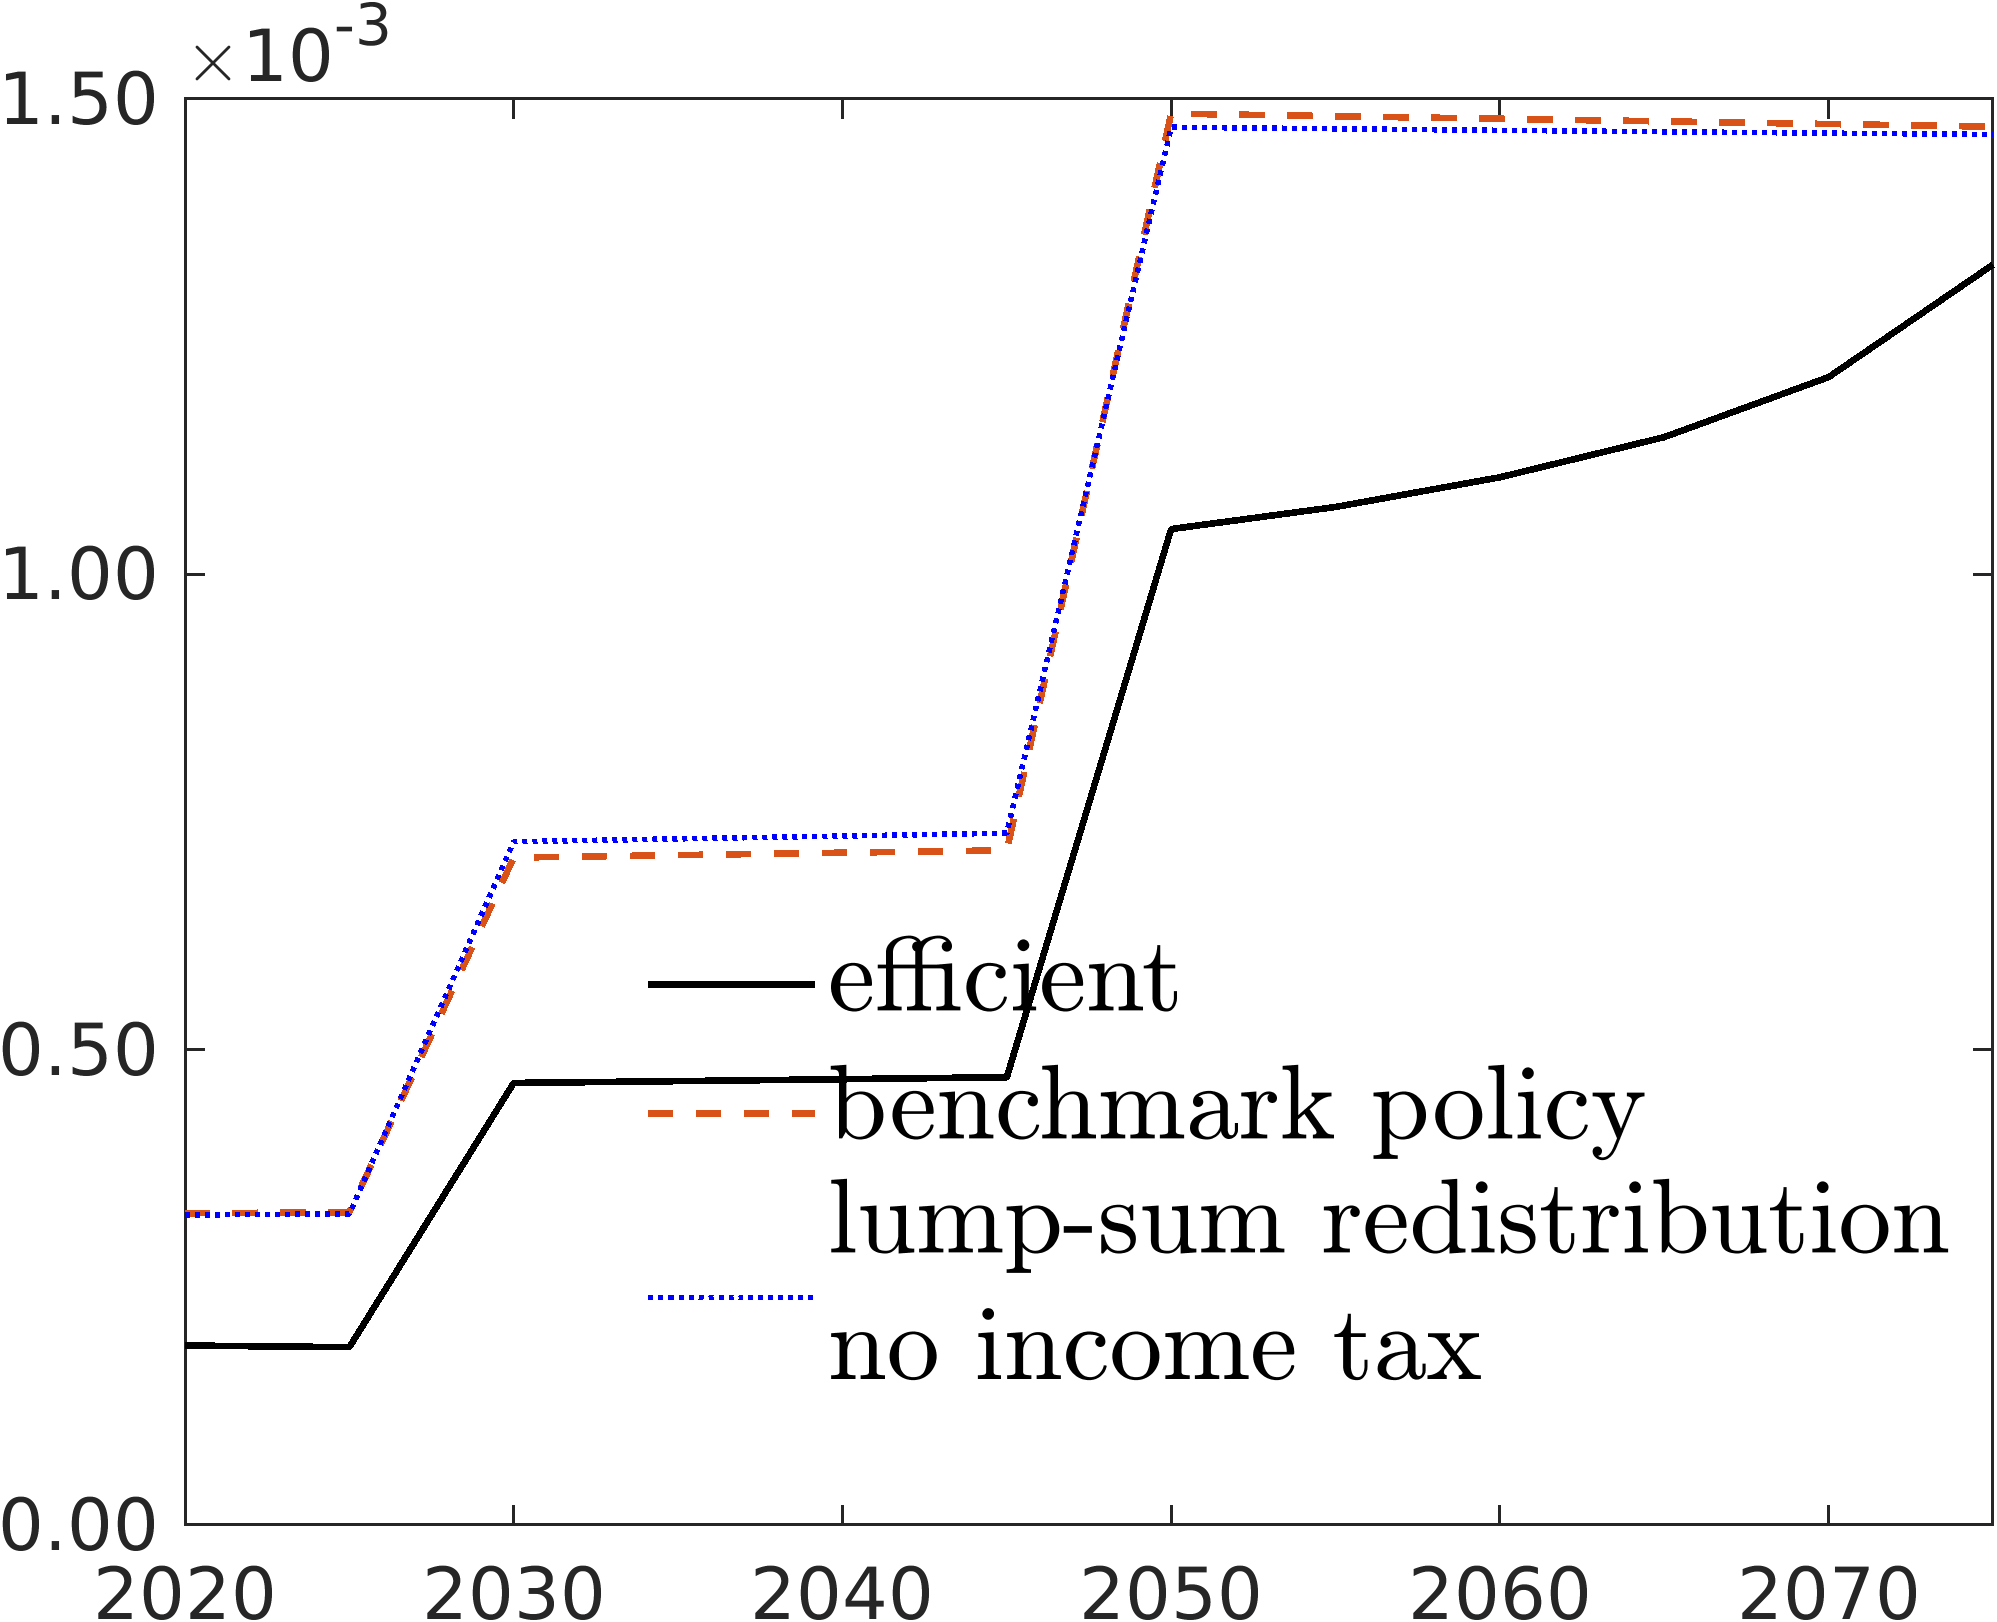 ×10-3
1.50
1.00
0.50
0.00
efficient
benchmark policy
lump-sum redistribution
no income tax
2020 2030 2040 2050 2060 2070